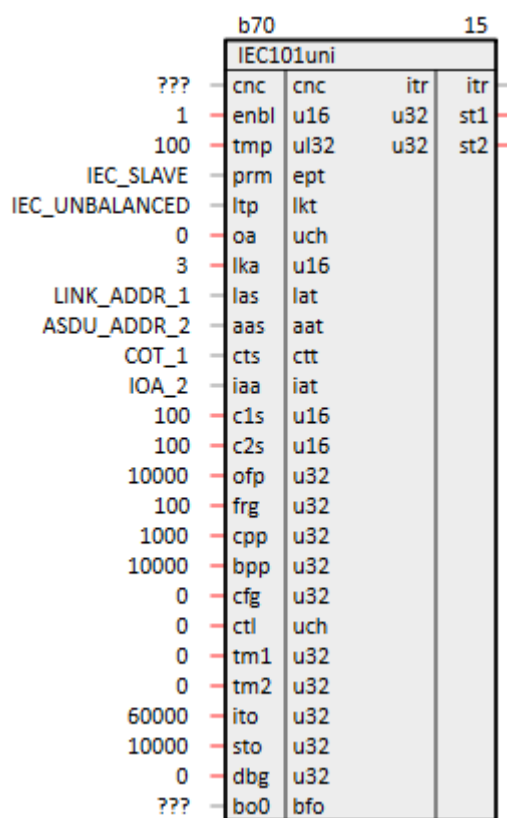 b70 15
IEC101uni
??? cnc cnc itr itr
1 enbl u16 u32 st1
100 tmp ul32 u32 st2
IEC_SLAVE prm ept
IEC_UNBALANCED ltp lkt
0 oa uch
3 lka u16
LINK_ADDR_1 las lat
ASDU_ADDR_2 aas aat
COT_1 cts ctt
IOA_2 iaa iat
100 c1s u16
100 c2s u16
10000 ofp u32
100 frg u32
1000 cpp u32
10000 bpp u32
0 cfg u32
0 ctl uch
0 tm1 u32
0 tm2 u32
60000 ito u32
10000 sto u32
0 dbg u32
??? bo0 bfo